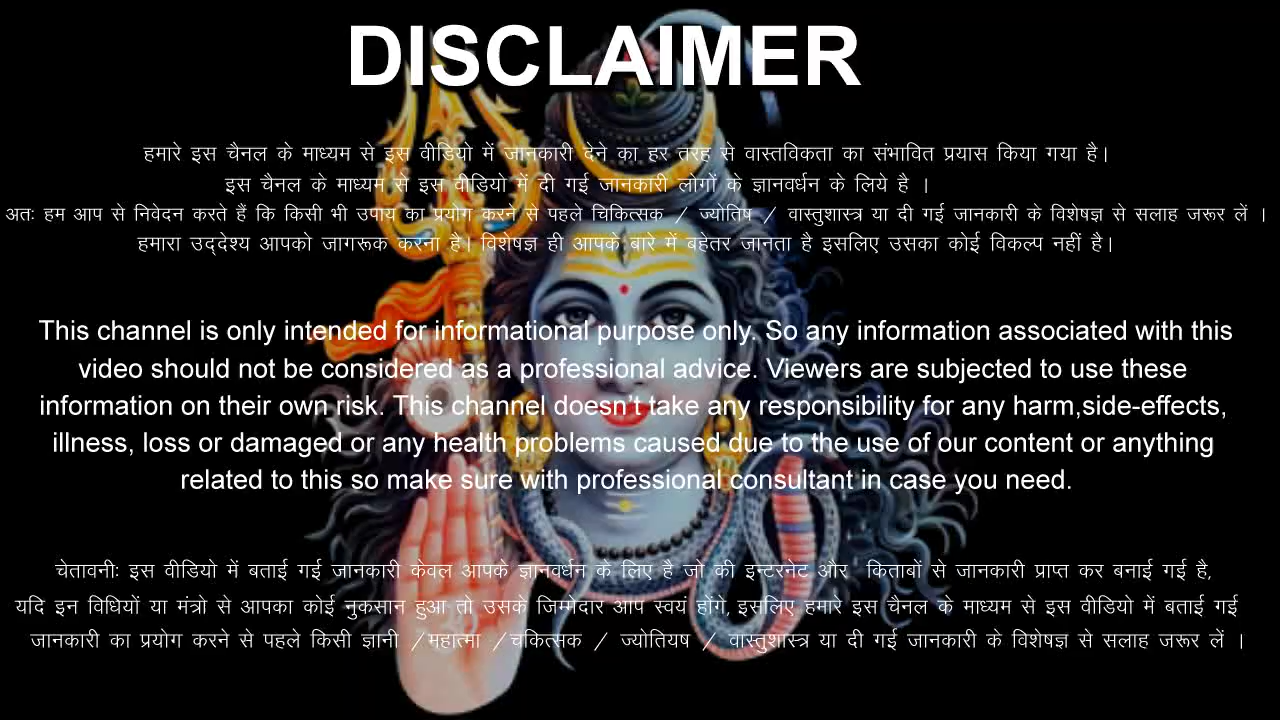 DISCLAIMER
हमारे इस चैनल के माध्यम से इस वीडियो में जानकारी देने का हर तरह से वास्तविकता का संभावित प्रयास किया गया है।
इस चैनल के माध्यम से इस वीडियो में दी गई जानकारी लोगों के ज्ञानवर्धन के लिये है ।
अतः हम आप से निवेदन करते हैं कि किसी भी उपाय का प्रयोग करने से पहले चिकित्सक / ज्योतिष / वास्तुशास्त्र या दी गई जानकारी के विशेषज्ञ से सलाह जरूर लें ।
हमारा उद्देश्य आपको जागरूक करना है। विशेषज्ञ ही आपके बारे में बहेतर जानता है इसलिए उसका कोई विकल्प नहीं है।
This channel is only intended for informational purpose only. So any information associated with this
video should not be considered as a professional advice. Viewers are subjected to use these
information on their own risk. This channel doesn't take any responsibility for any harm,side-effects,
illness, loss or damaged or any health problems caused due to the use of our content or anything
related to this so make sure with professional consultant in case you need.
चेतावनीः इस वीडियो में बताई गई जानकारी केवल आपके ज्ञानवर्धन के लिए है जो की इन्टरनेट और किताबों से जानकारी प्राप्त कर बनाई गई है,
यदि इन विधियों या मंत्रो से आपका कोई नुकसान हुआ तो उसके जिम्मेदार आप स्वयं होंगे, इसलिए हमारे इस चैनल के माध्यम से इस वीडियो में बताई गई
जानकारी का प्रयोग करने से पहले किसी ज्ञानी /महात्मा /चकित्सक / ज्योतियष / वास्तुशास्त्र या दी गई जानकारी के विशेषज्ञ से सलाह जरूर लें ।